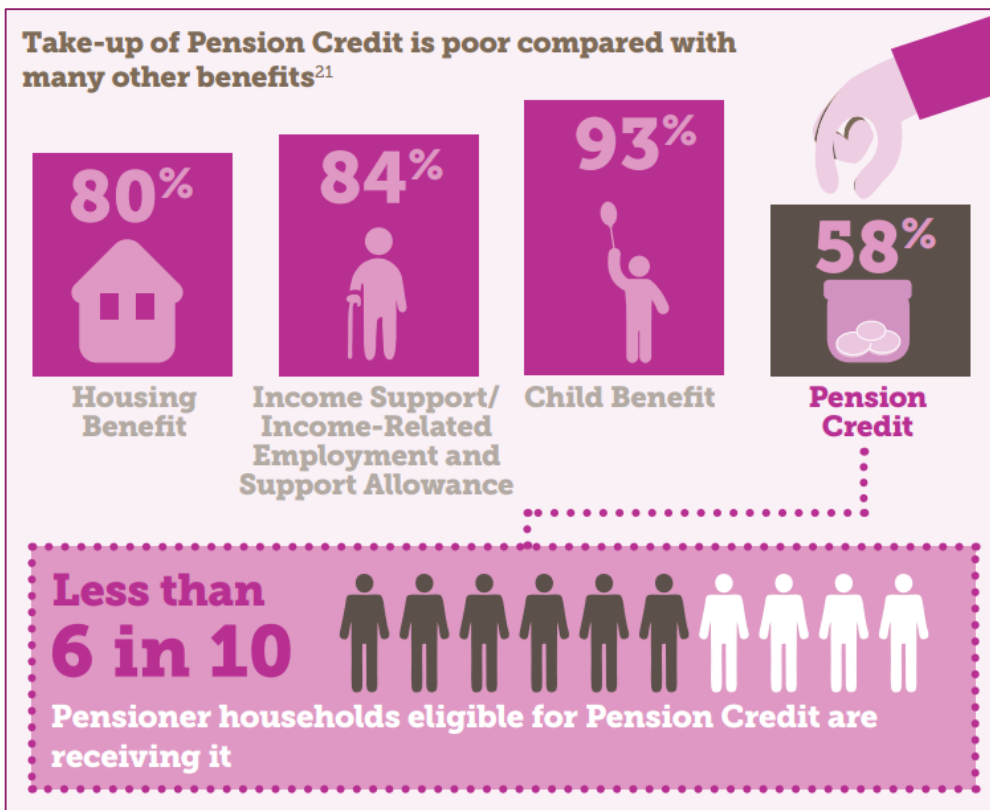 Take-up of Pension Credit is poor compared with
many other benefits21
80%
84%
93%
58%
Housing
Benefit
Income Support/
Income-Related
Employment and
Support Allowance
Child Benefit
Pension
Credit
Less than
6 in 10
Pensioner households eligible for Pension Credit are
receiving it